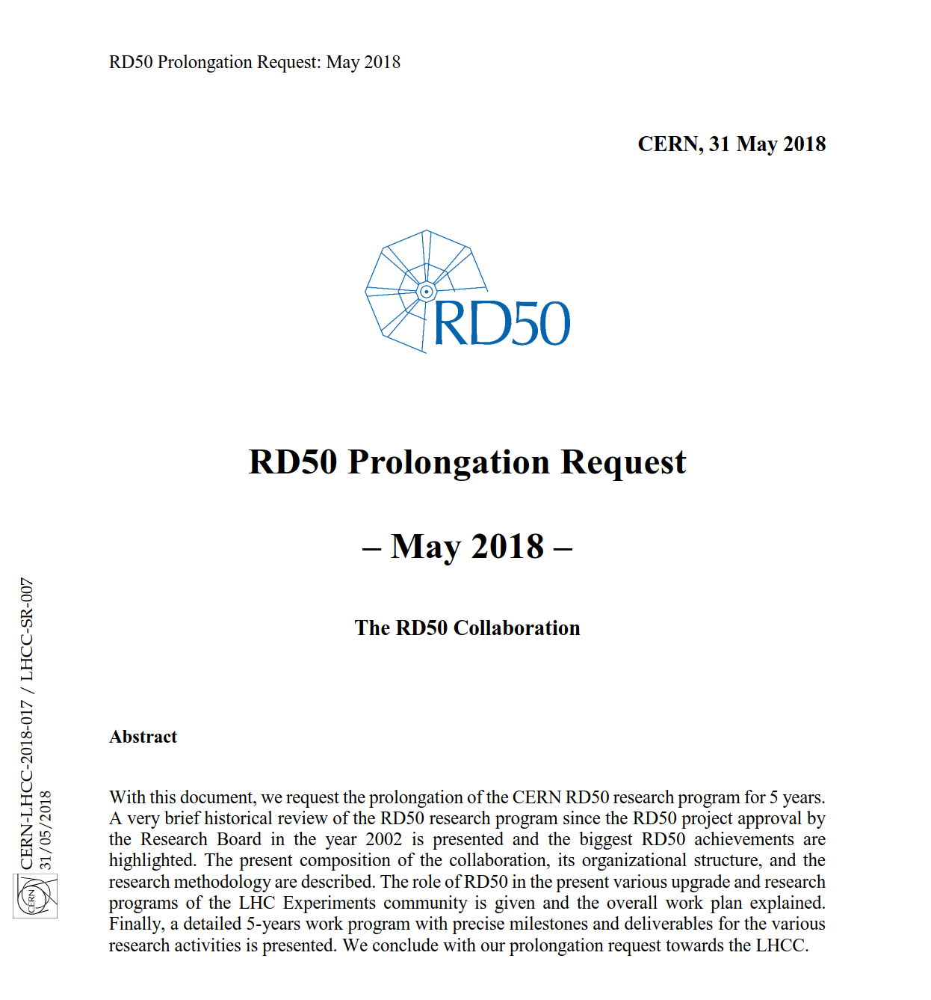 RD50 Prolongation Request: May 2018
CERN, 31 May 2018
RD50
RD50 Prolongation Request
– May 2018 –
The RD50 Collaboration
Abstract
With this document, we request the prolongation of the CERN RD50 research program for 5 years.
A very brief historical review of the RD50 research program since the RD50 project approval by
the Research Board in the year 2002 is presented and the biggest RD50 achievements are
highlighted. The present composition of the collaboration, its organizational structure, and the
research methodology are described. The role of RD50 in the present various upgrade and research
programs of the LHC Experiments community is given and the overall work plan explained.
Finally, a detailed 5-years work program with precise milestones and deliverables for the various
research activities is presented. We conclude with our prolongation request towards the LHCC.
CERN-LHCC-2018-017 / LHCC-SR-007
31/05/2018
CERN